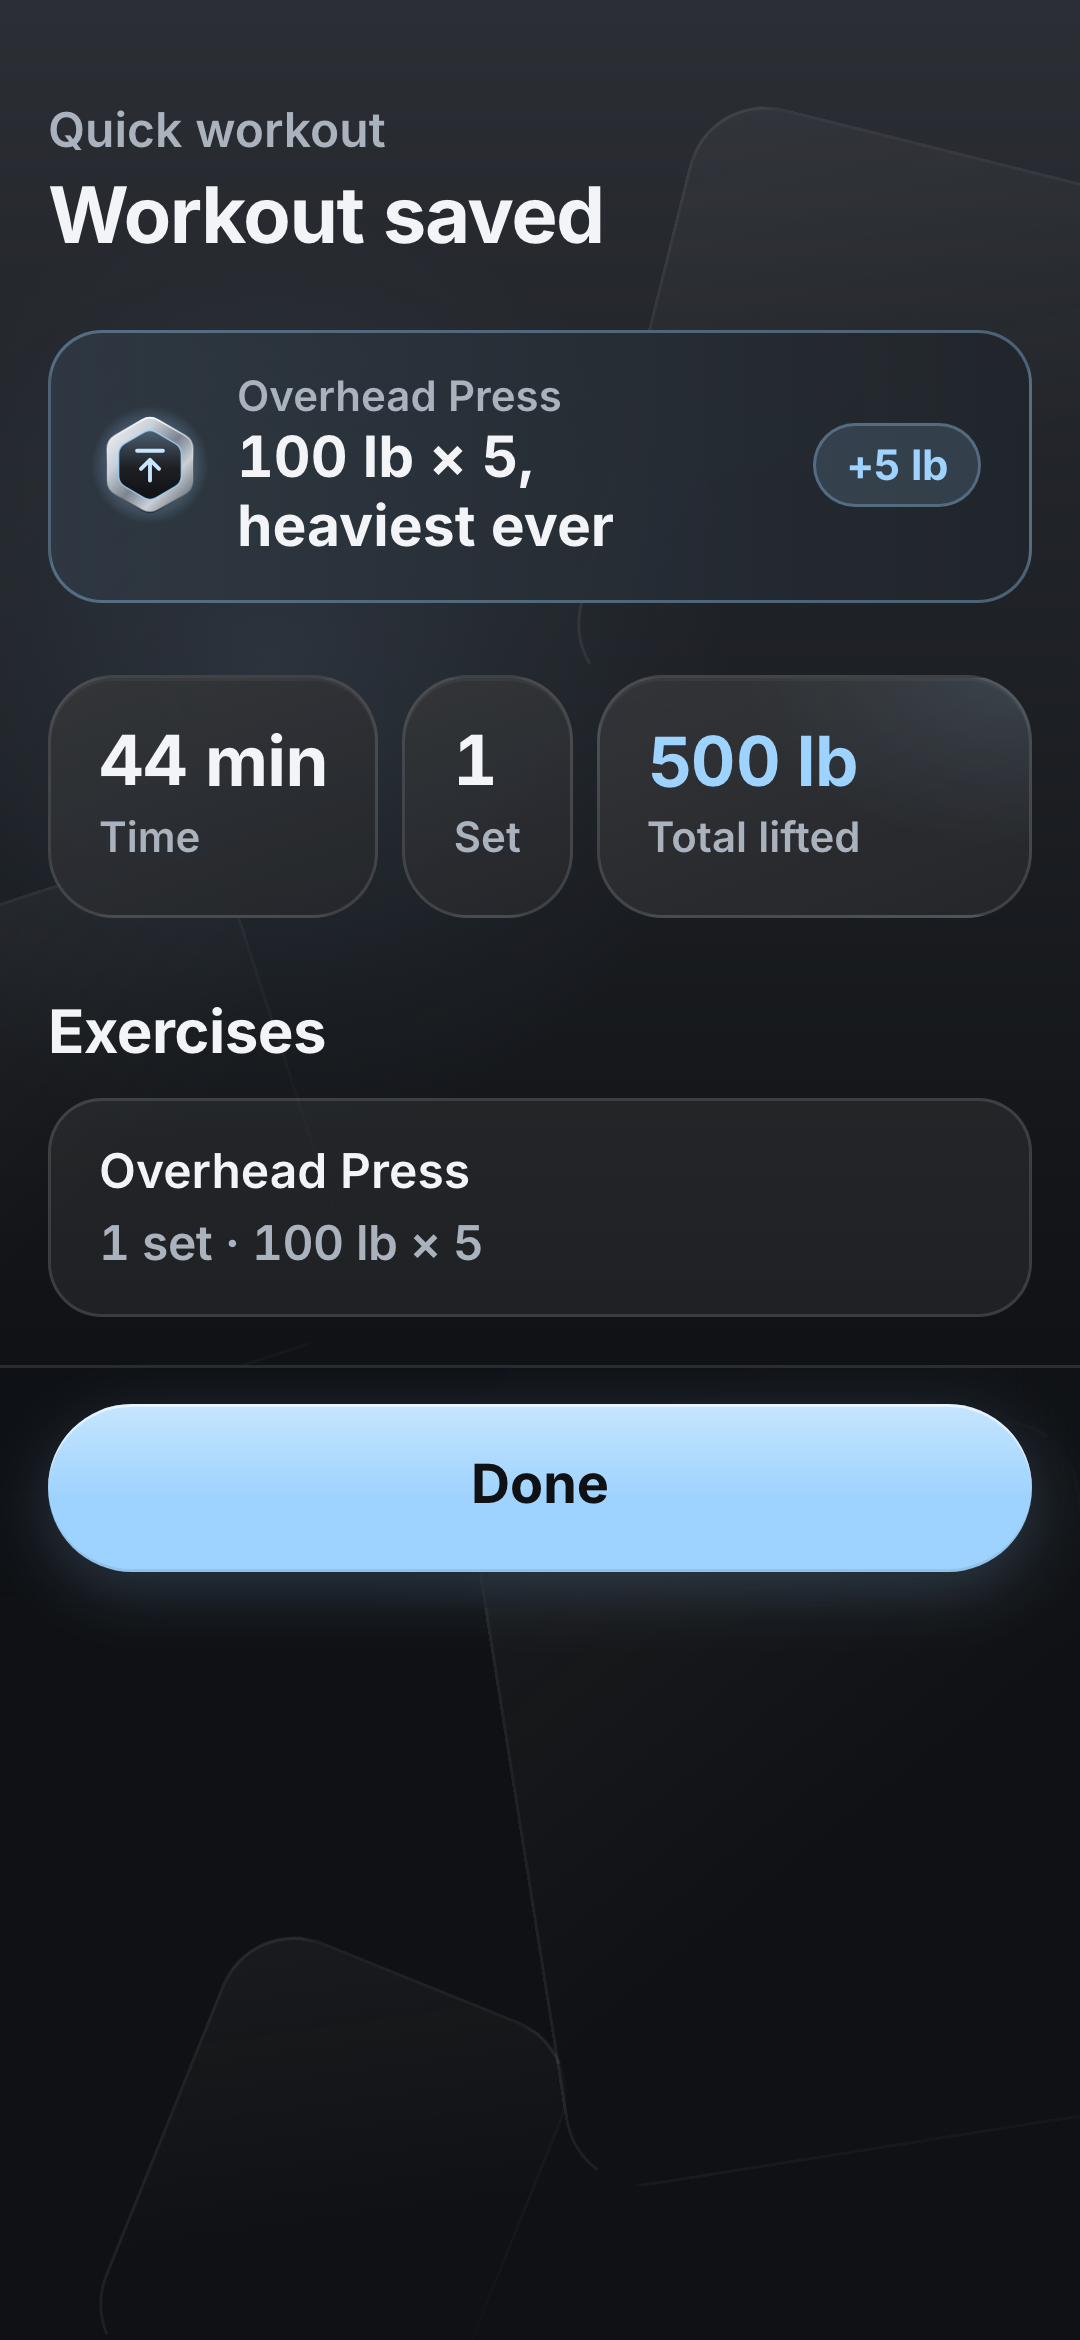 Quick workout
Workout saved
Overhead Press
100 lb × 5,
heaviest ever
+5 lb
44 min
Time
1
Set
500 lb
Total lifted
Exercises
Overhead Press
1 set · 100 lb × 5
Done